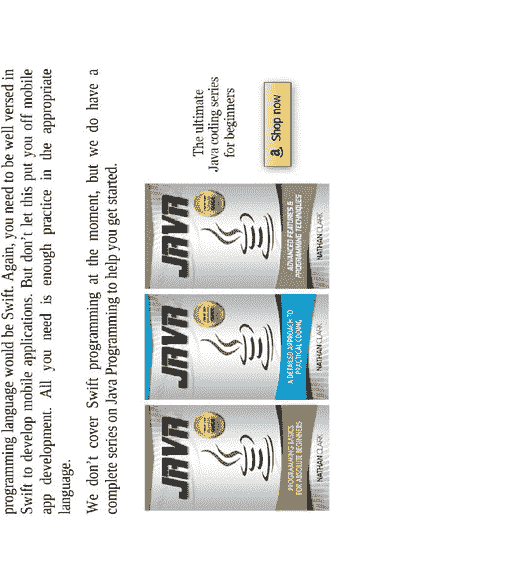 programming language would be Swift. Again, you need to be well versed in
Swift to develop mobile applications. But don't let this put you off mobile
app development. All you need is enough practice in the appropriate
language.
We don't cover Swift programming at the moment, but we do have a
complete series on Java Programming to help you get started.
JAVA
PROGRAMMING BASICS
FOR ABSOLUTE BEGINNERS
NATHAN CLARK
JAVA
A DETAILED APPROACH TO
PRACTICAL CODING
NATHAN CLARK
JAVA
ADVANCED FEATURES &
PROGRAMMING TECHNIQUES
NATHAN CLARK
The ultimate
Java coding series
for beginners
a Shop now